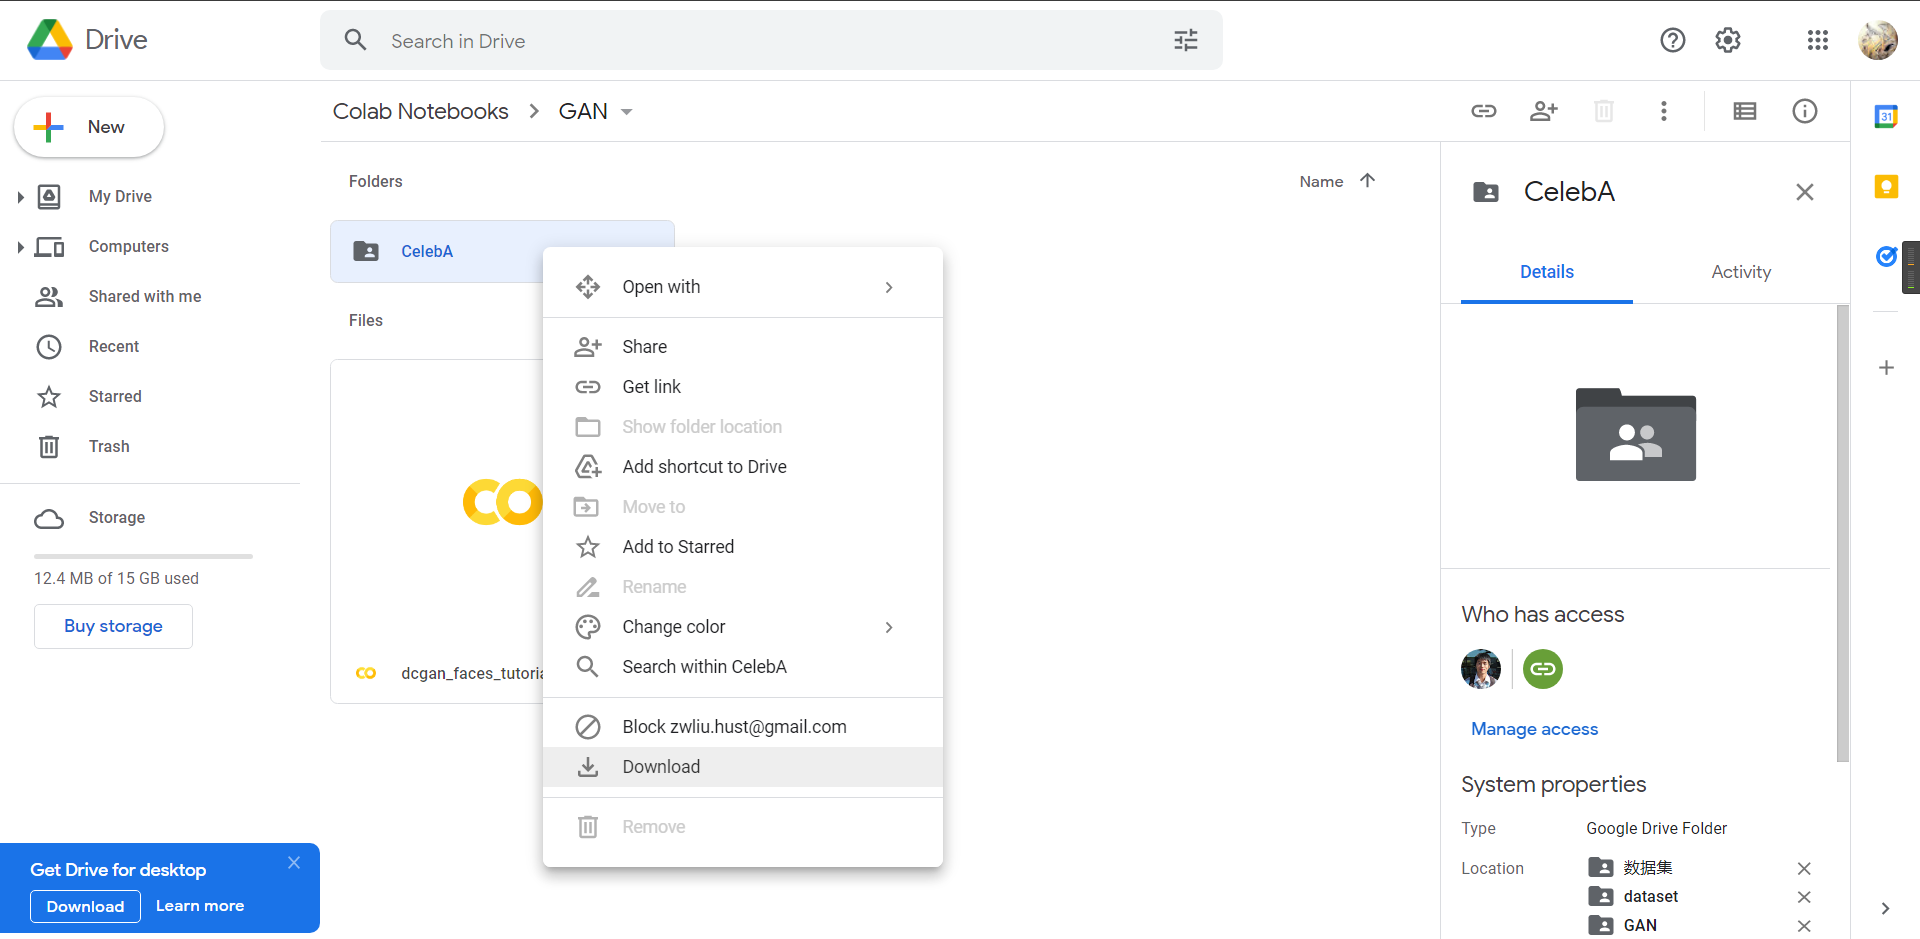 Drive
Search in Drive
New
My Drive
Computers
Shared with me
Recent
Starred
Trash
Storage
12.4 MB of 15 GB used
Buy storage
Get Drive for desktop
Download
Learn more
Colab Notebooks
GAN
Folders
Name
CelebA
Files
dcgan_faces_tutoria
Open with
Share
Get link
Show folder location
Add shortcut to Drive
Move to
Add to Starred
Rename
Change color
Search within CelebA
Block zwliu.hust@gmail.com
Download
Remove
CelebA
Details
Activity
Who has access
Manage access
System properties
Type Google Drive Folder
Location 数据集
dataset
GAN
31